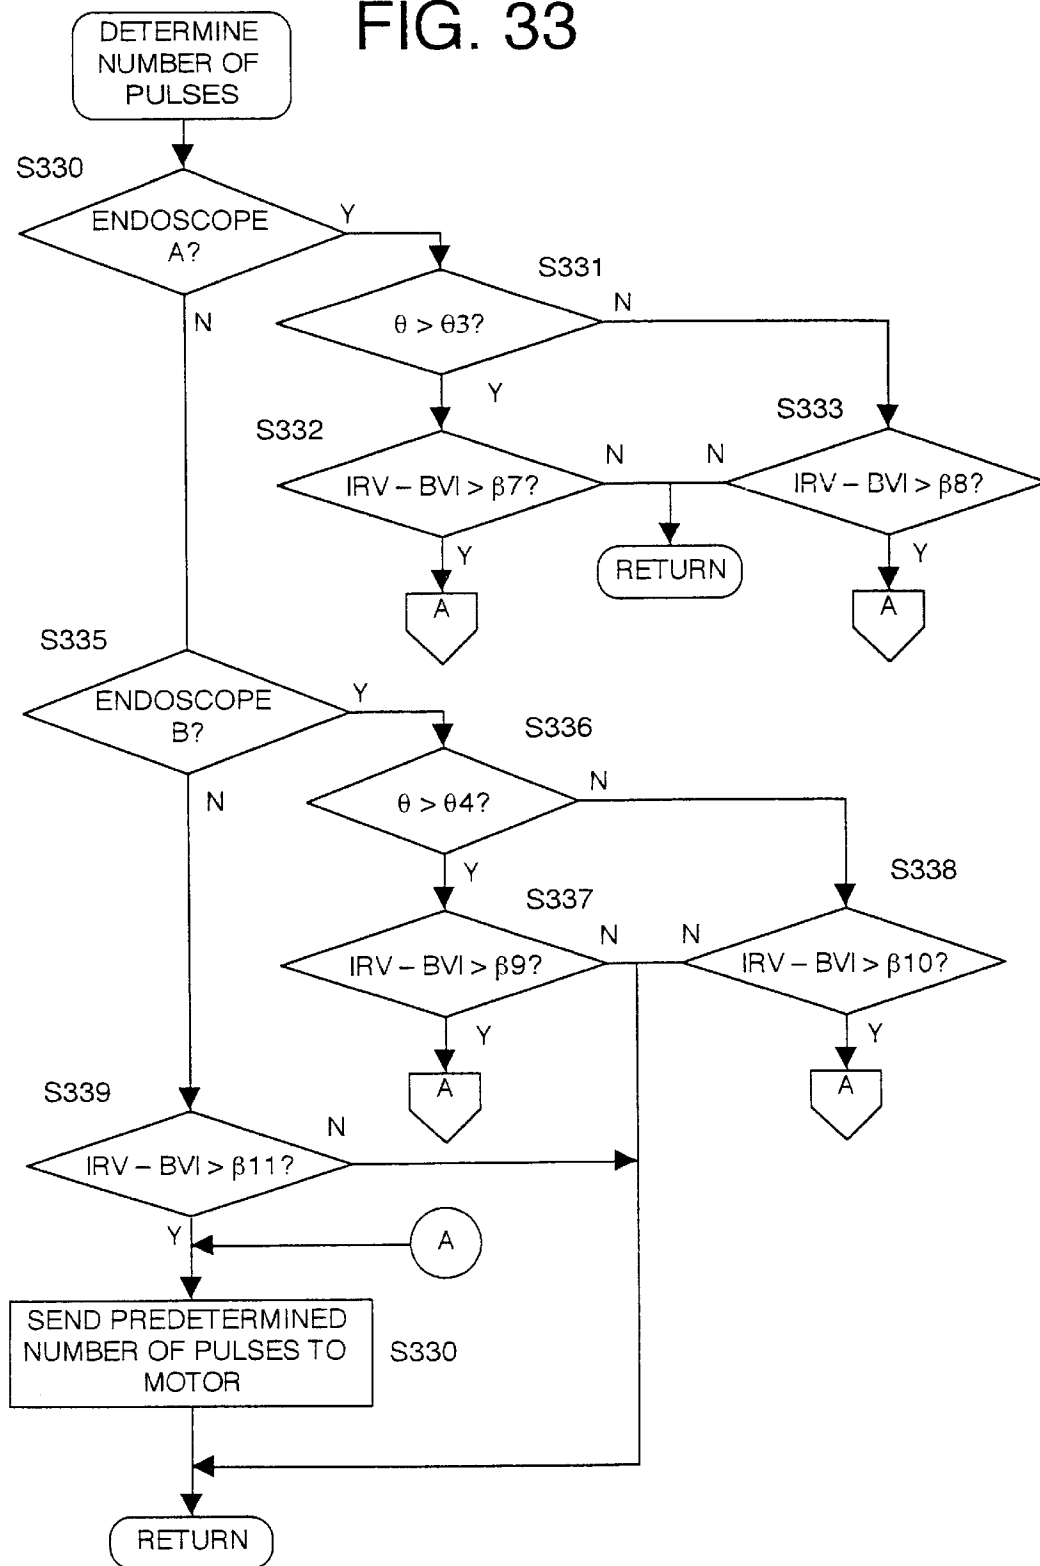 FIG. 33
DETERMINE
NUMBER OF
PULSES
S330
ENDOSCOPE
A?
Y
N
S331
θ > θ3?
N
Y
S332
IRV – BVI > β7?
N
Y
A
S333
IRV – BVI > β8?
N
Y
A
RETURN
S335
ENDOSCOPE
B?
Y
N
S336
θ > θ4?
N
Y
S337
IRV – BVI > β9?
N
Y
A
S338
IRV – BVI > β10?
N
Y
A
S339
IRV – BVI > β11?
N
Y
A
SEND PREDETERMINED
NUMBER OF PULSES TO
MOTOR
S330
RETURN